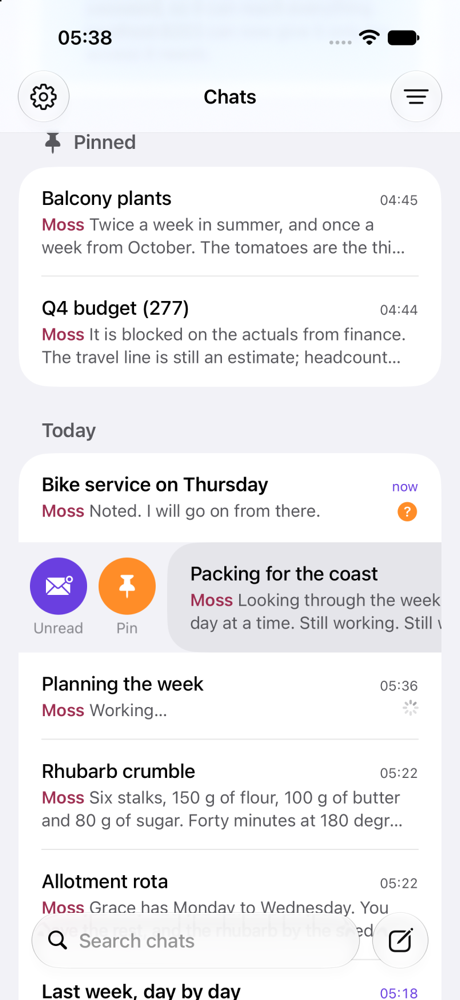 05:38
Chats
Pinned
Balcony plants 04:45
Moss Twice a week in summer, and once a
week from October. The tomatoes are the thi...
Q4 budget (277) 04:44
Moss It is blocked on the actuals from finance.
The travel line is still an estimate; headcount...
Today
Bike service on Thursday now
Moss Noted. I will go on from there. ?
Packing for the coast
Moss Looking through the week
day at a time. Still working. Still
Unread Pin
Planning the week 05:36
Moss Working...
Rhubarb crumble 05:22
Moss Six stalks, 150 g of flour, 100 g of butter
and 80 g of sugar. Forty minutes at 180 degr...
Allotment rota 05:22
Moss Grace has Monday to Wednesday. You
and the rhubarb by the
Search chats
Last week, day by day 05:18